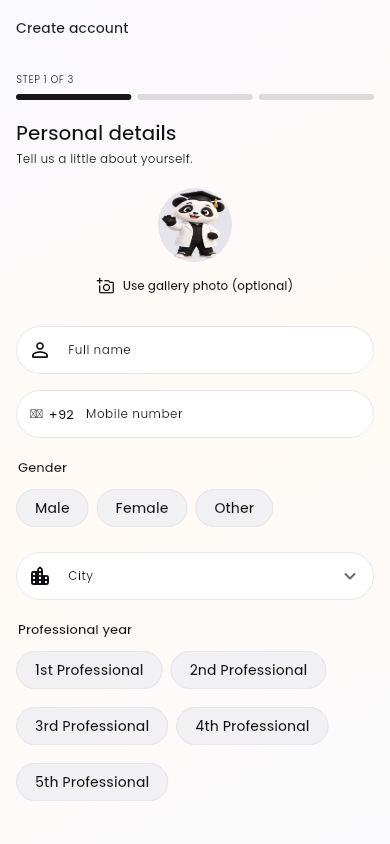 Create account
STEP 1 OF 3
Personal details
Tell us a little about yourself.
Use gallery photo (optional)
Full name
+92 Mobile number
Gender
Male Female Other
City
Professional year
1st Professional 2nd Professional
3rd Professional 4th Professional
5th Professional